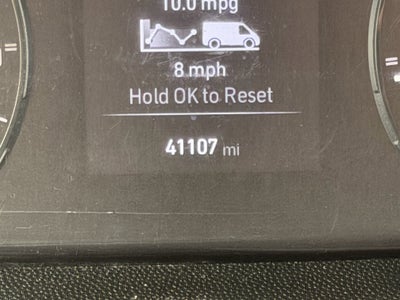 10.0 mpg
8 mph
Hold OK to Reset
41107 mi